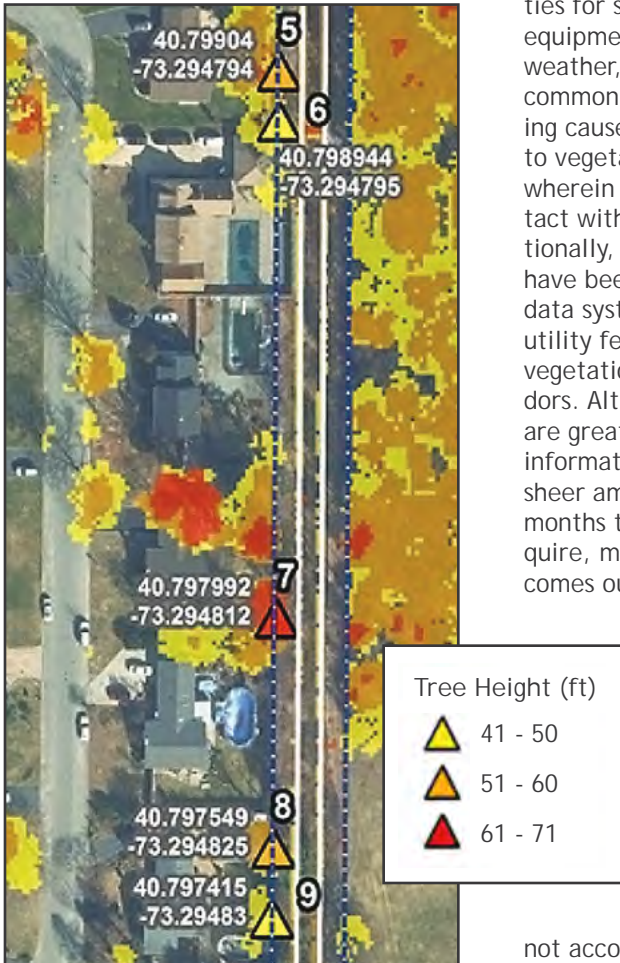 5
40.79904
-73.294794
6
40.798944
-73.294795
7
40.797992
-73.294812
8
40.797549
-73.294825
9
40.797415
-73.29483
Tree Height (ft)
41 - 50
51 - 60
61 - 71
ties for s
equipme
weather,
common
ing cause
to vegeta
wherein
tact with
tionally,
have bee
data syst
utility fe
vegetatio
dors. Alt
are great
informat
sheer am
months t
quire, m
comes ou
not acco